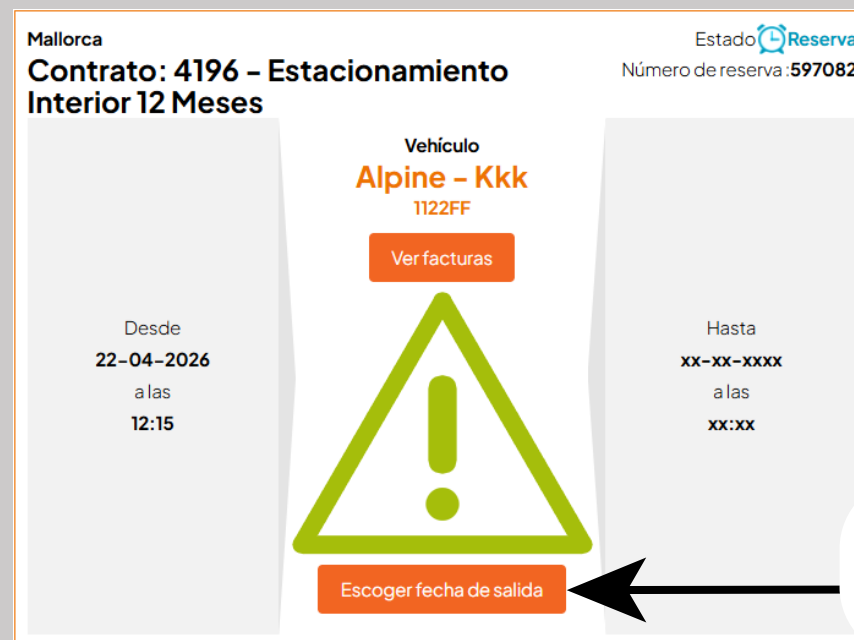 Mallorca
Contrato: 4196 - Estacionamiento
Interior 12 Meses
Estado Reserva
Número de reserva :597082
Vehículo
Alpine - Kkk
1122FF
Ver facturas
Desde
22-04-2026
a las
12:15
Hasta
xx-xx-xxxx
a las
xx:xx
Escoger fecha de salida